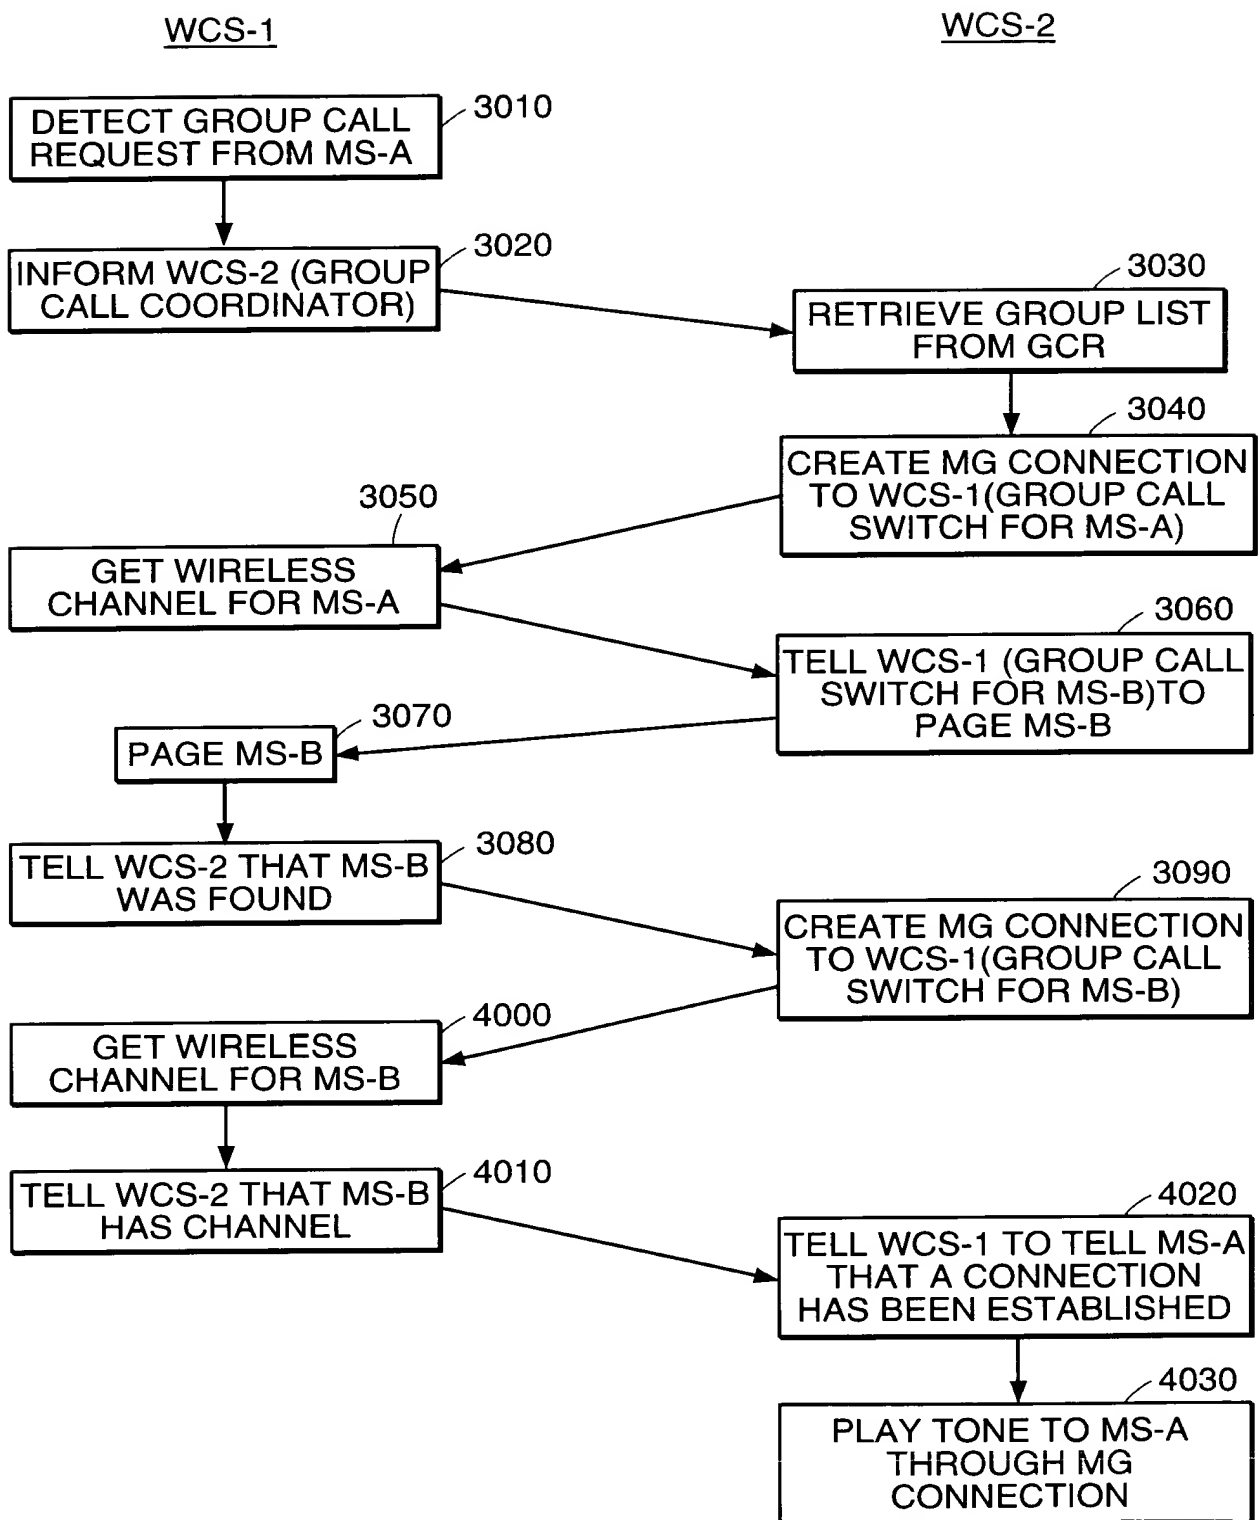 WCS-1
WCS-2
DETECT GROUP CALL
REQUEST FROM MS-A
3010
INFORM WCS-2 (GROUP
CALL COORDINATOR)
3020
RETRIEVE GROUP LIST
FROM GCR
3030
CREATE MG CONNECTION
TO WCS-1(GROUP CALL
SWITCH FOR MS-A)
3040
GET WIRELESS
CHANNEL FOR MS-A
3050
TELL WCS-1 (GROUP CALL
SWITCH FOR MS-B)TO
PAGE MS-B
3060
PAGE MS-B
3070
TELL WCS-2 THAT MS-B
WAS FOUND
3080
CREATE MG CONNECTION
TO WCS-1(GROUP CALL
SWITCH FOR MS-B)
3090
GET WIRELESS
CHANNEL FOR MS-B
4000
TELL WCS-2 THAT MS-B
HAS CHANNEL
4010
TELL WCS-1 TO TELL MS-A
THAT A CONNECTION
HAS BEEN ESTABLISHED
4020
PLAY TONE TO MS-A
THROUGH MG
CONNECTION
4030